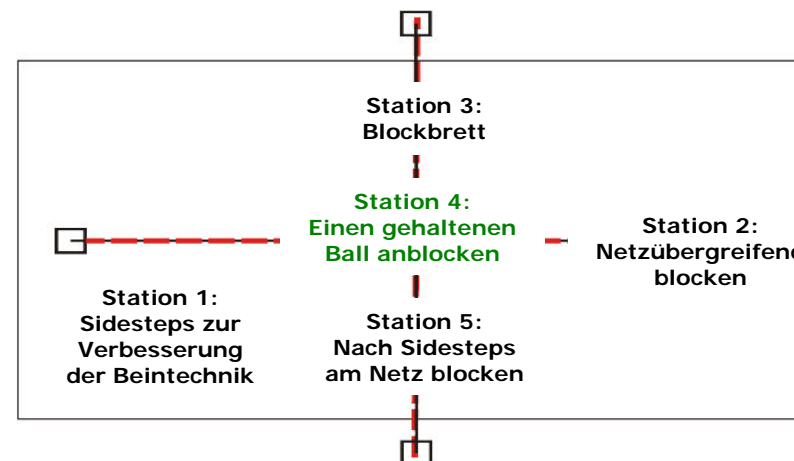 Station 3:
Blockbrett
Station 4:
Einen gehaltenen
Ball anblocken
Station 2:
Netzübergreifend
blocken
Station 1:
Sidesteps zur
Verbesserung
der Beintechnik
Station 5:
Nach Sidesteps
am Netz blocken